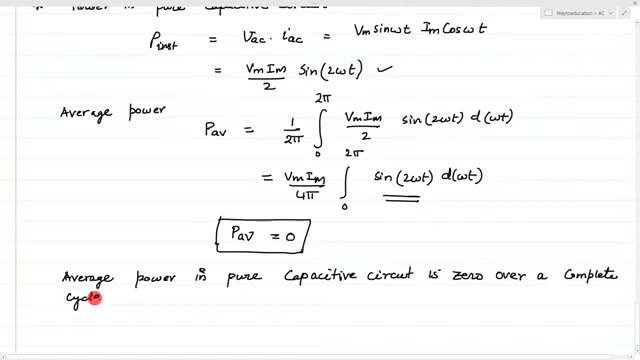 Waytoeducation + AC
* Power in pure Capacitive Circuit
Pinst = Vac . iac = Vm sinωt Im Cosωt
= VmIm/2 sin(2ωt) ✓
Average power
Pav = 1/2π ∫₀^2π VmIm/2 sin(2ωt) d(ωt)
= VmIm/4π ∫₀^2π sin(2ωt) d(ωt)
Pav = 0
Average power in pure Capacitive circuit is zero over a Complete
Cycle